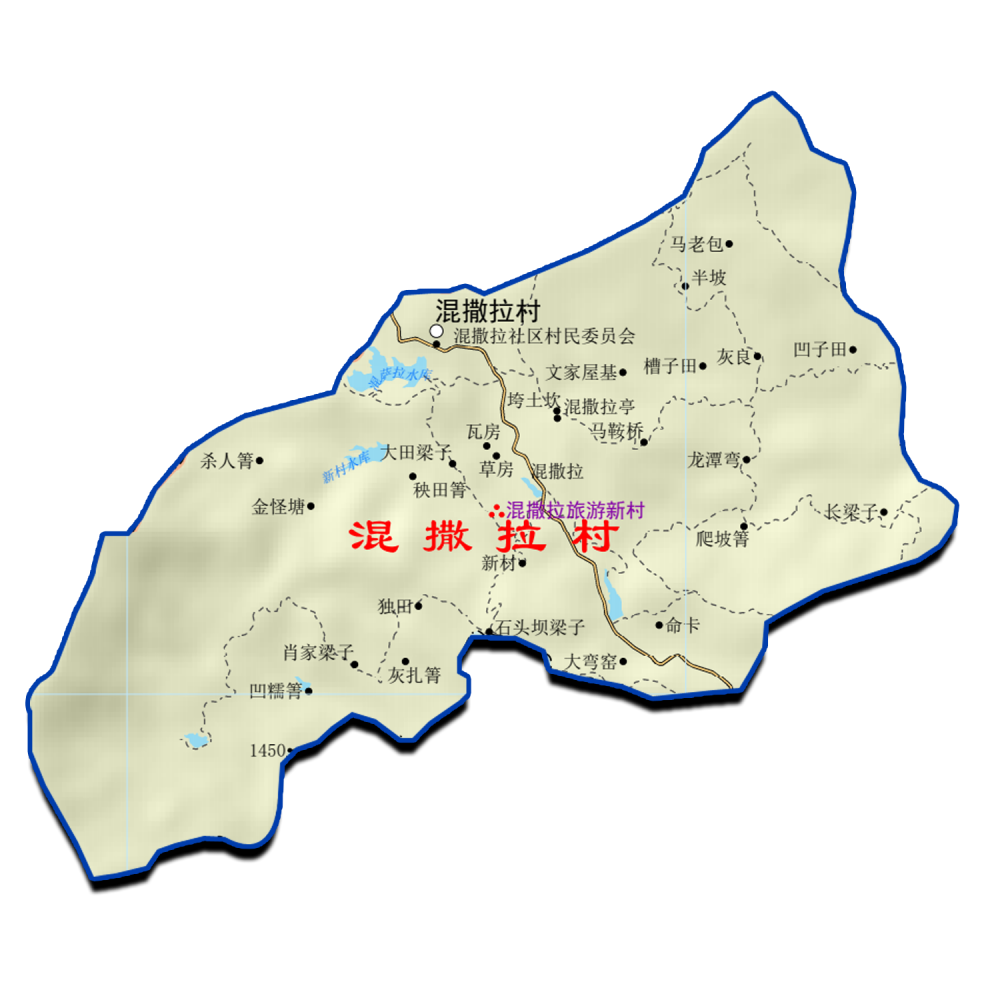 马老包
半坡
混撒拉村
混撒拉社区村民委员会
灰良
凹子田
槽子田
文家屋基
混萨拉水库
垮土坎
混撒拉亭
瓦房
马鞍桥
大田梁子
杀人箐
新村水库
草房
混撒拉
龙潭弯
秧田箐
金怪塘
混撒拉旅游新村
长梁子
混撒拉村
爬坡箐
新村
独田
石头坝梁子
命卡
肖家梁子
大弯窑
灰扎箐
凹糯箐
1450